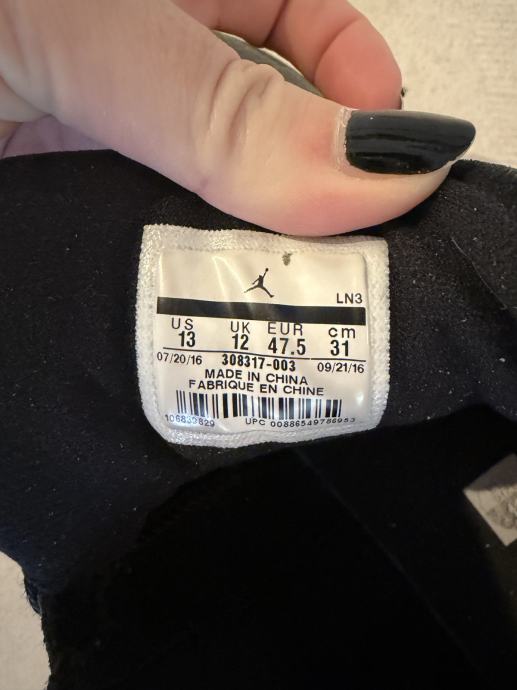 LN3
US UK EUR cm
13 12 47.5 31
07/20/16 308317-003 09/21/16
MADE IN CHINA
FABRIQUE EN CHINE
UPC 00886549786953